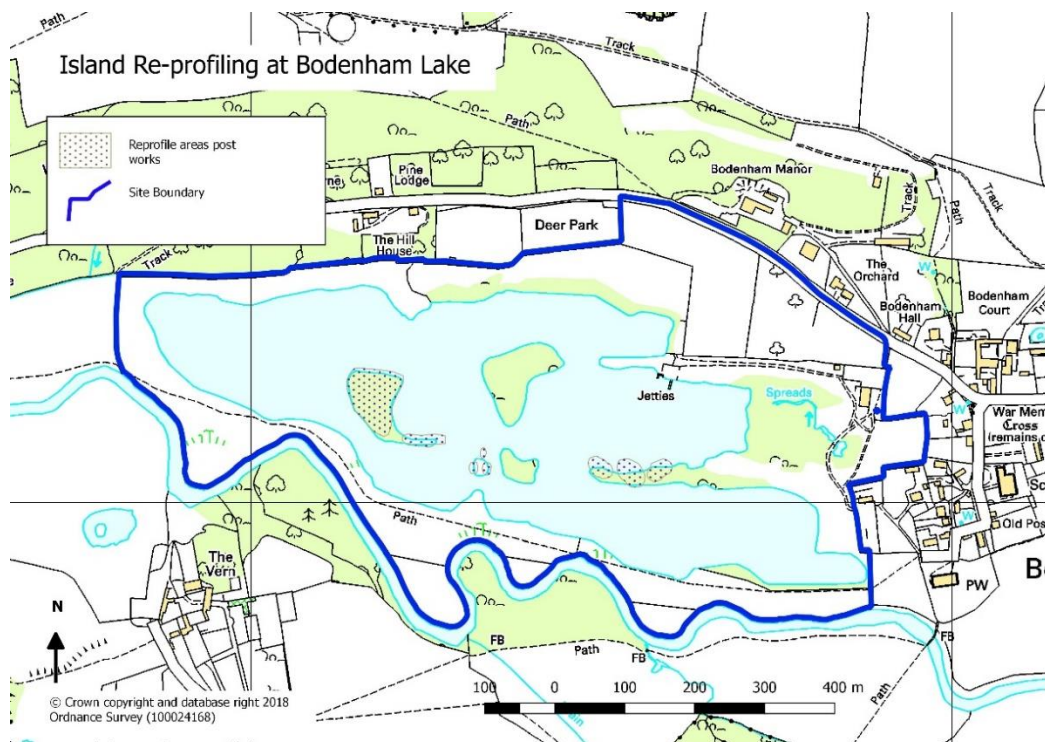 Path
Track
Island Re-profiling at Bodenham Lake
Reprofile areas post
works
Site Boundary
Path
Pine
Lodge
Bodenham Manor
Track
Path
Track
The Hill
House
Deer Park
Track
The
Orchard
W
Bodenham
Hall
Bodenham
Court
Jetties
Spreads
W
War Mem
Cross
(remains o
Sc
Path
W
Old Pos
The
Vern
PW
B
N
FB
Path
FB
FB
Path
100 0 100 200 300 400 m
© Crown copyright and database right 2018
Ordnance Survey (100024168)